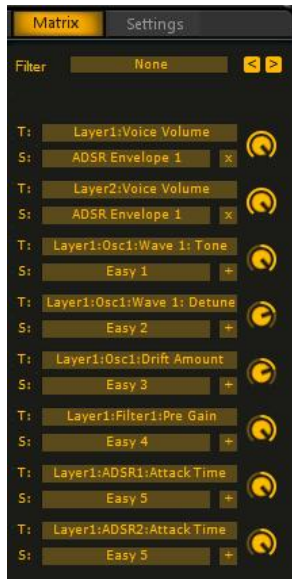 Matrix Settings
Filter None < >
T: Layer1:Voice Volume
S: ADSR Envelope 1 x
T: Layer2:Voice Volume
S: ADSR Envelope 1 x
T: Layer1:Osc1:Wave 1: Tone
S: Easy 1 +
T: Layer1:Osc1:Wave 1: Detune
S: Easy 2 +
T: Layer1:Osc1:Drift Amount
S: Easy 3 +
T: Layer1:Filter1:Pre Gain
S: Easy 4 +
T: Layer1:ADSR1:Attack Time
S: Easy 5 +
T: Layer1:ADSR2:Attack Time
S: Easy 5 +